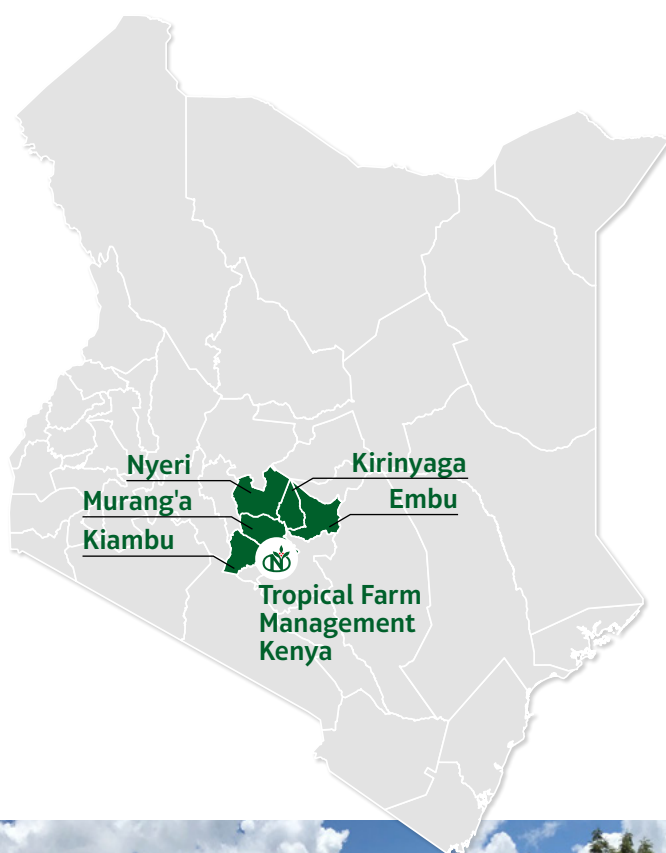 Nyeri
Kirinyaga
Murang'a
Embu
Kiambu
N
Tropical Farm
Management
Kenya